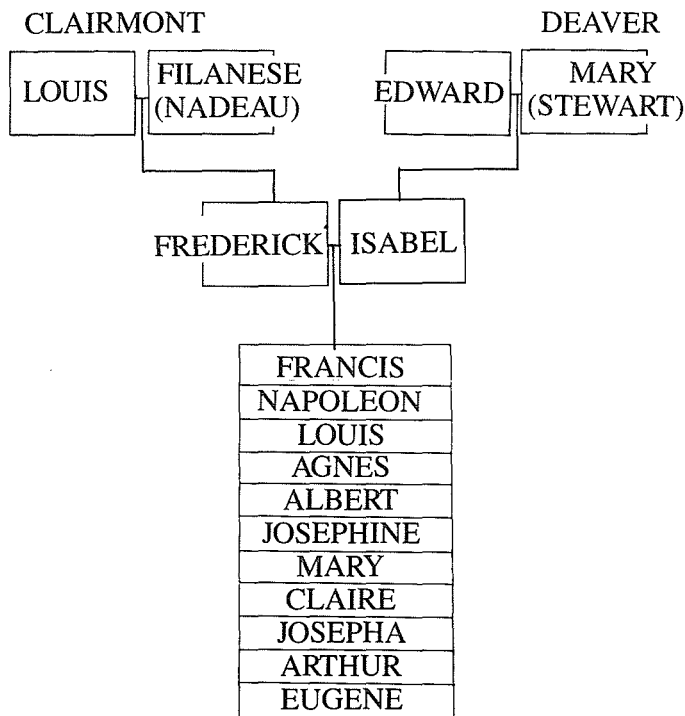 CLAIRMONT
DEAVER
LOUIS
FILANESE
(NADEAU)
EDWARD
MARY
(STEWART)
FREDERICK
ISABEL
FRANCIS
NAPOLEON
LOUIS
AGNES
ALBERT
JOSEPHINE
MARY
CLAIRE
JOSEPHA
ARTHUR
EUGENE